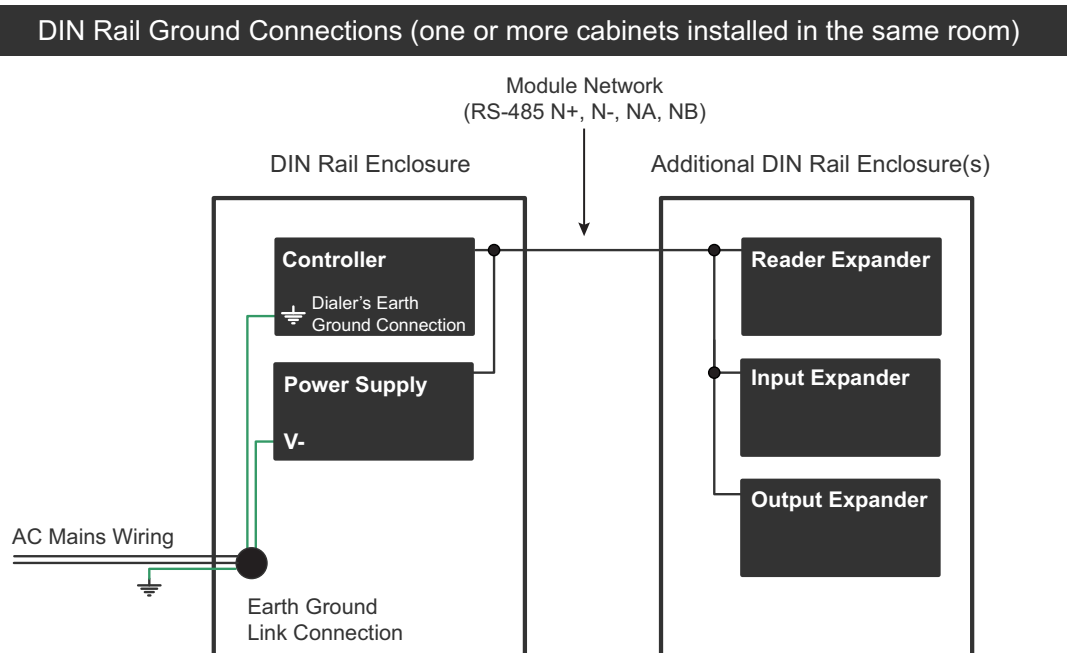 DIN Rail Ground Connections (one or more cabinets installed in the same room)
Module Network
(RS-485 N+, N-, NA, NB)
DIN Rail Enclosure
Additional DIN Rail Enclosure(s)
Controller
Dialer’s Earth
Ground Connection
Power Supply
V-
Reader Expander
Input Expander
Output Expander
AC Mains Wiring
Earth Ground
Link Connection